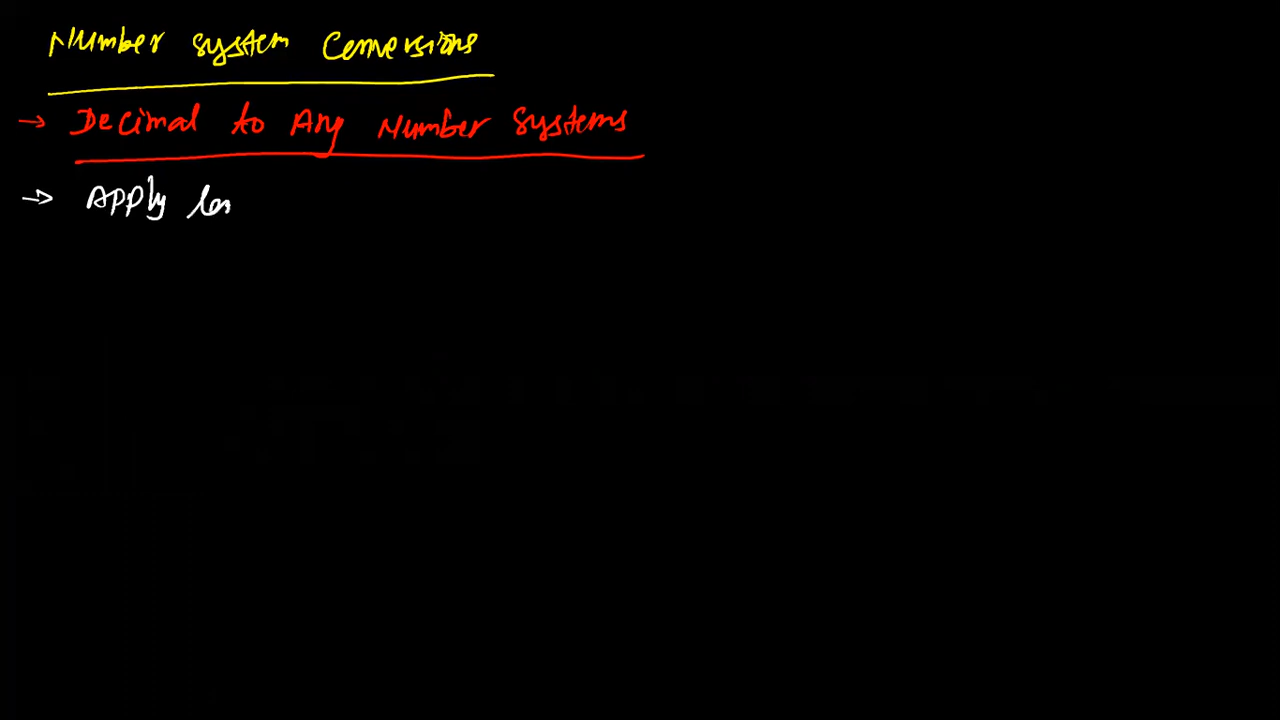 Number System Conversions
→ Decimal to Any Number Systems
→ Apply